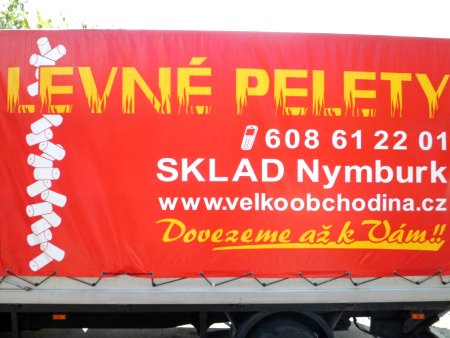 LEVNÉ PELETY
608 61 22 01
SKLAD Nymburk
www.velkoobchodina.cz
Dovezeme až k Vám!!